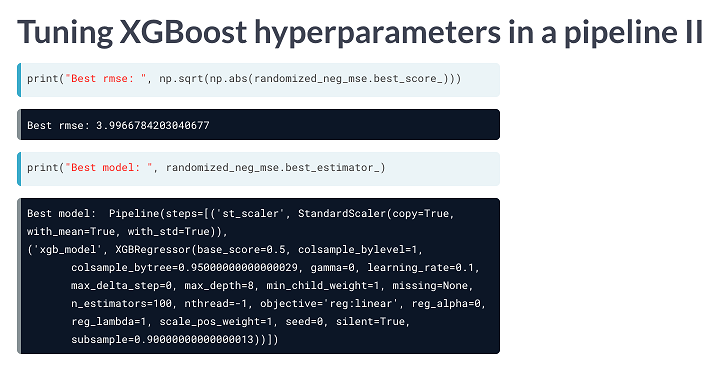 Tuning XGBoost hyperparameters in a pipeline II
print("Best rmse: ", np.sqrt(np.abs(randomized_neg_mse.best_score_)))
Best rmse: 3.9966784203040677
print("Best model: ", randomized_neg_mse.best_estimator_)
Best model:  Pipeline(steps=[('st_scaler', StandardScaler(copy=True,
with_mean=True, with_std=True)),
('xgb_model', XGBRegressor(base_score=0.5, colsample_bylevel=1,
colsample_bytree=0.95000000000000029, gamma=0, learning_rate=0.1,
max_delta_step=0, max_depth=8, min_child_weight=1, missing=None,
n_estimators=100, nthread=-1, objective='reg:linear', reg_alpha=0,
reg_lambda=1, scale_pos_weight=1, seed=0, silent=True,
subsample=0.90000000000000013))])